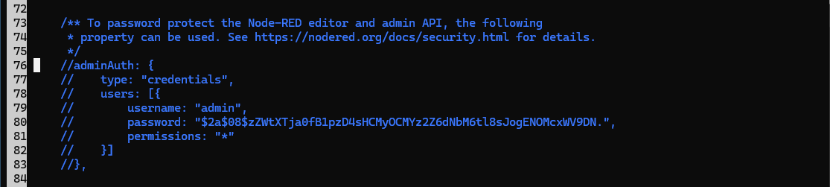 72
73 /** To password protect the Node-RED editor and admin API, the following
74 * property can be used. See https://nodered.org/docs/security.html for details.
75 */
76 //adminAuth: {
77 // type: "credentials",
78 // users: [{
79 // username: "admin",
80 // password: "$2a$08$zZWtXTja0fB1pzD4sHCMyOCMYz2Z6dNbM6tl8sJogENOMcxWV9DN.",
81 // permissions: "*"
82 // }]
83 //},
84